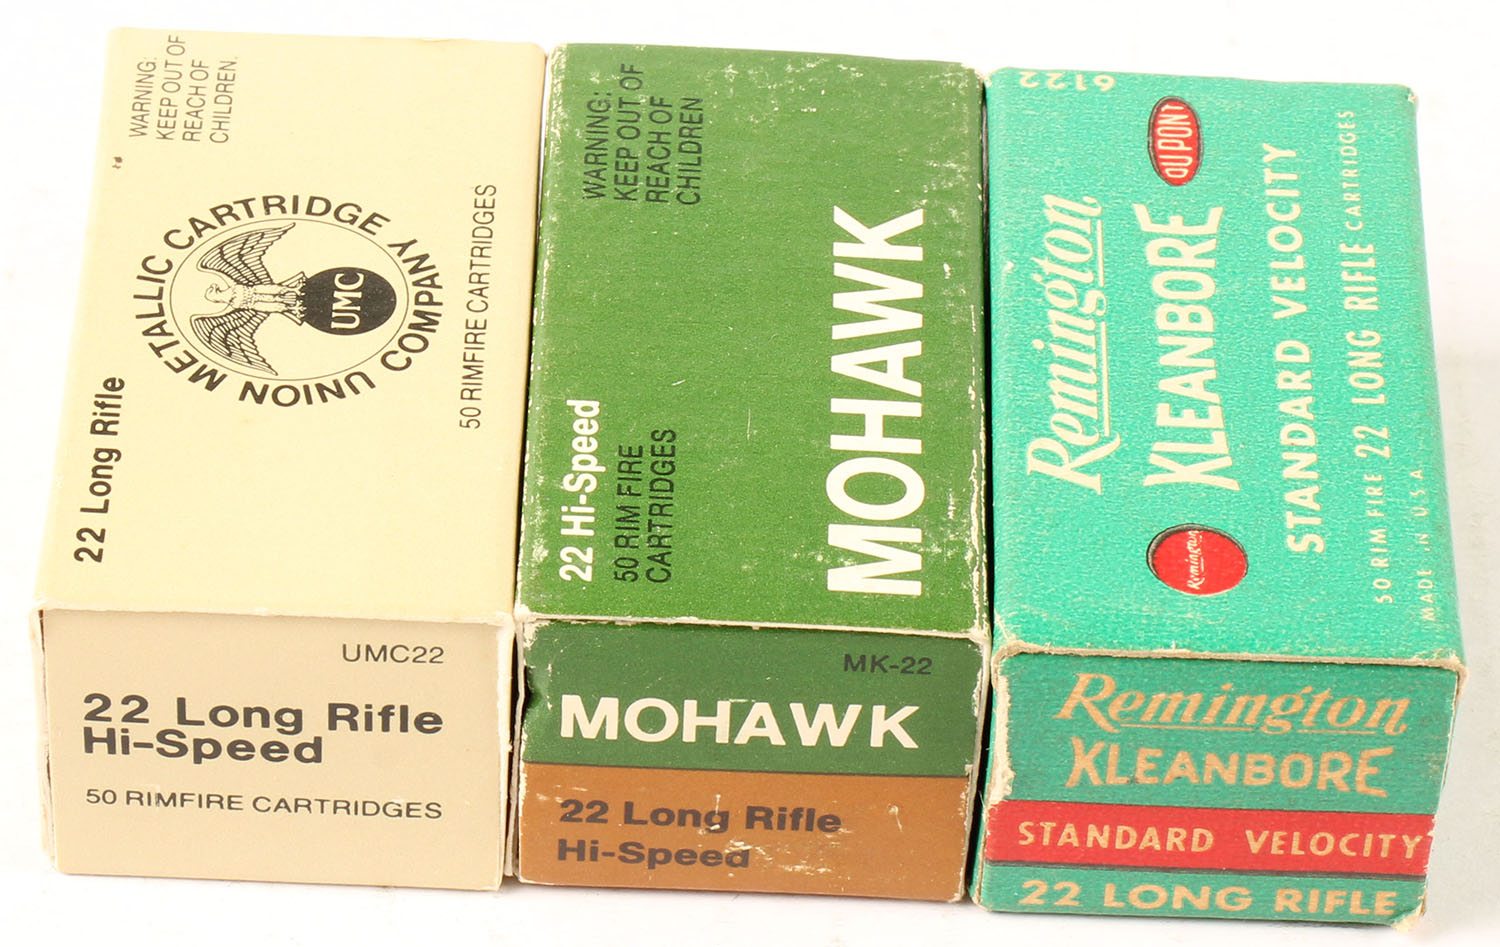 WARNING:
KEEP OUT OF
REACH OF
CHILDREN.
UNION METALLIC CARTRIDGE COMPANY
UMC
22 Long Rifle
50 RIMFIRE CARTRIDGES
UMC22
22 Long Rifle
Hi-Speed
50 RIMFIRE CARTRIDGES
WARNING:
KEEP OUT OF
REACH OF
CHILDREN
22 Hi-Speed
50 RIM FIRE
CARTRIDGES
MOHAWK
MK-22
MOHAWK
22 Long Rifle
Hi-Speed
6122
DU PONT
Remington
KLEANBORE
STANDARD VELOCITY
50 RIM FIRE 22 LONG RIFLE CARTRIDGES
MADE IN U.S.A.
Remington
Remington
KLEANBORE
STANDARD VELOCITY
22 LONG RIFLE